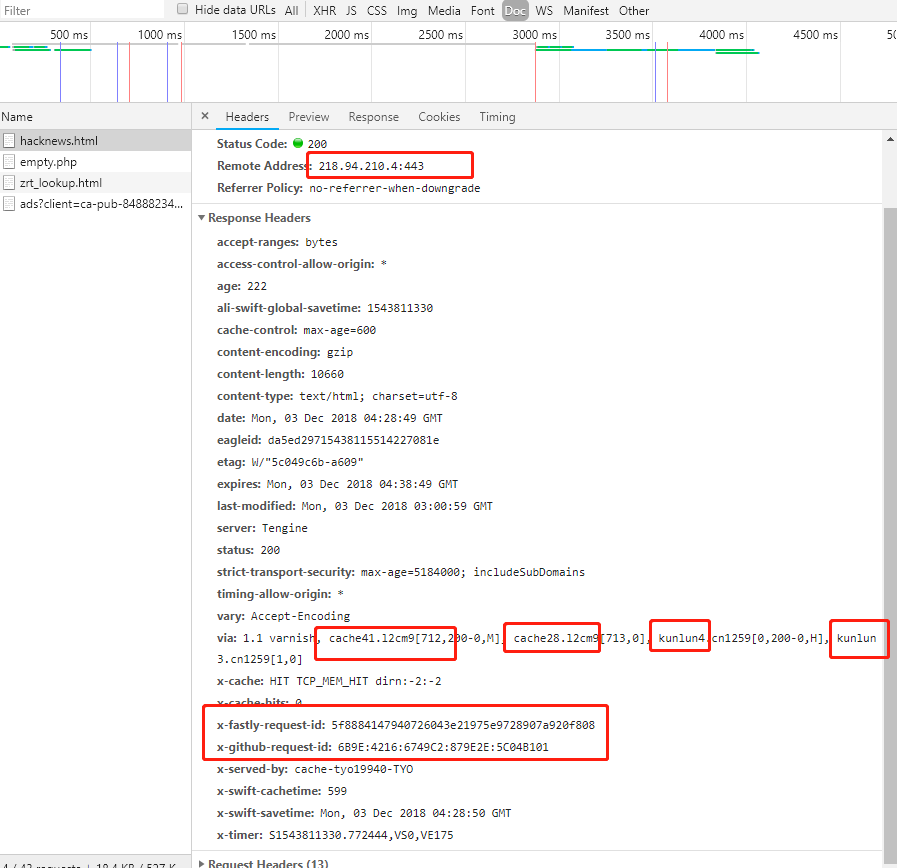 Filter Hide data URLs All XHR JS CSS Img Media Font Doc WS Manifest Other
500 ms 1000 ms 1500 ms 2000 ms 2500 ms 3000 ms 3500 ms 4000 ms 4500 ms
Name
hacknews.html
empty.php
zrt_lookup.html
ads?client=ca-pub-84888234...
× Headers Preview Response Cookies Timing
Status Code: 200
Remote Address: 218.94.210.4:443
Referrer Policy: no-referrer-when-downgrade
Response Headers
accept-ranges: bytes
access-control-allow-origin: *
age: 222
ali-swift-global-savetime: 1543811330
cache-control: max-age=600
content-encoding: gzip
content-length: 10660
content-type: text/html; charset=utf-8
date: Mon, 03 Dec 2018 04:28:49 GMT
eagleid: da5ed29715438115514227081e
etag: W/"5c049c6b-a609"
expires: Mon, 03 Dec 2018 04:38:49 GMT
last-modified: Mon, 03 Dec 2018 03:00:59 GMT
server: Tengine
status: 200
strict-transport-security: max-age=5184000; includeSubDomains
timing-allow-origin: *
vary: Accept-Encoding
via: 1.1 varnish, cache41.l2cm9[712,200-0,M], cache28.l2cm9[713,0], kunlun4.cn1259[0,200-0,H], kunlun
3.cn1259[1,0]
x-cache: HIT TCP_MEM_HIT dirn:-2:-2
x-cache-hits: 0
x-fastly-request-id: 5f8884147940726043e21975e9728907a920f808
x-github-request-id: 6B9E:4216:6749C2:879E2E:5C04B101
x-served-by: cache-tyo19940-TYO
x-swift-cachetime: 599
x-swift-savetime: Mon, 03 Dec 2018 04:28:50 GMT
x-timer: S1543811330.772444,VS0,VE175
Request Headers (13)